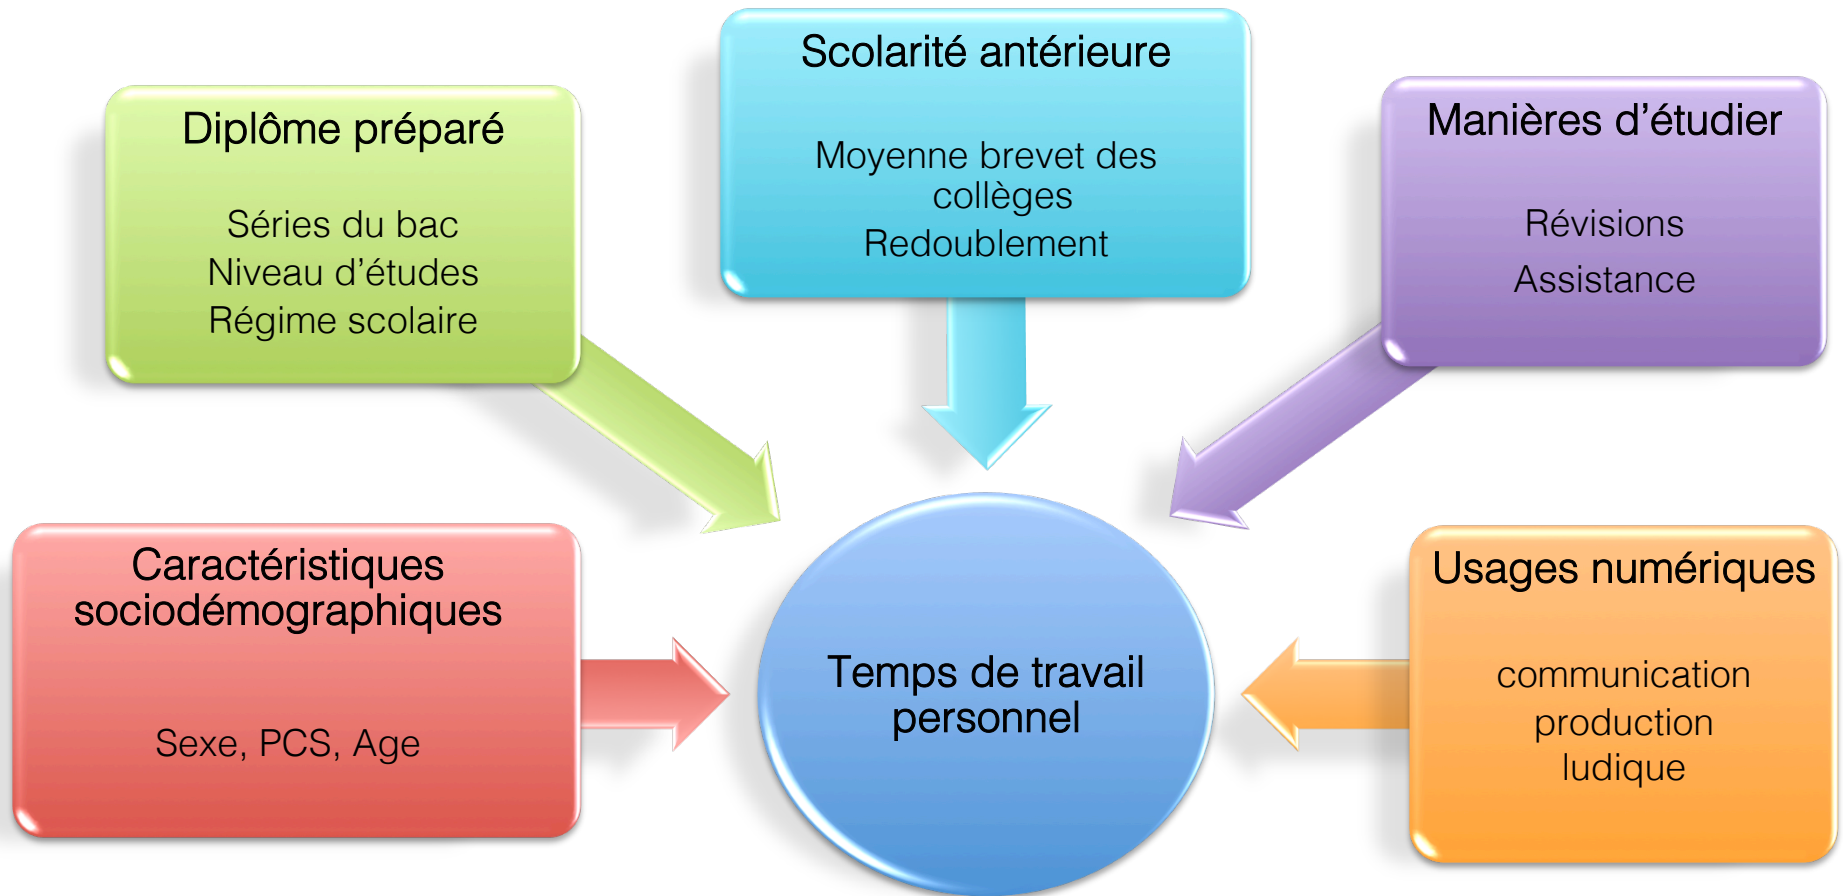 Scolarité antérieure
Moyenne brevet des
collèges
Redoublement
Diplôme préparé
Séries du bac
Niveau d’études
Régime scolaire
Manières d’étudier
Révisions
Assistance
Caractéristiques
sociodémographiques
Sexe, PCS, Age
Temps de travail
personnel
Usages numériques
communication
production
ludique